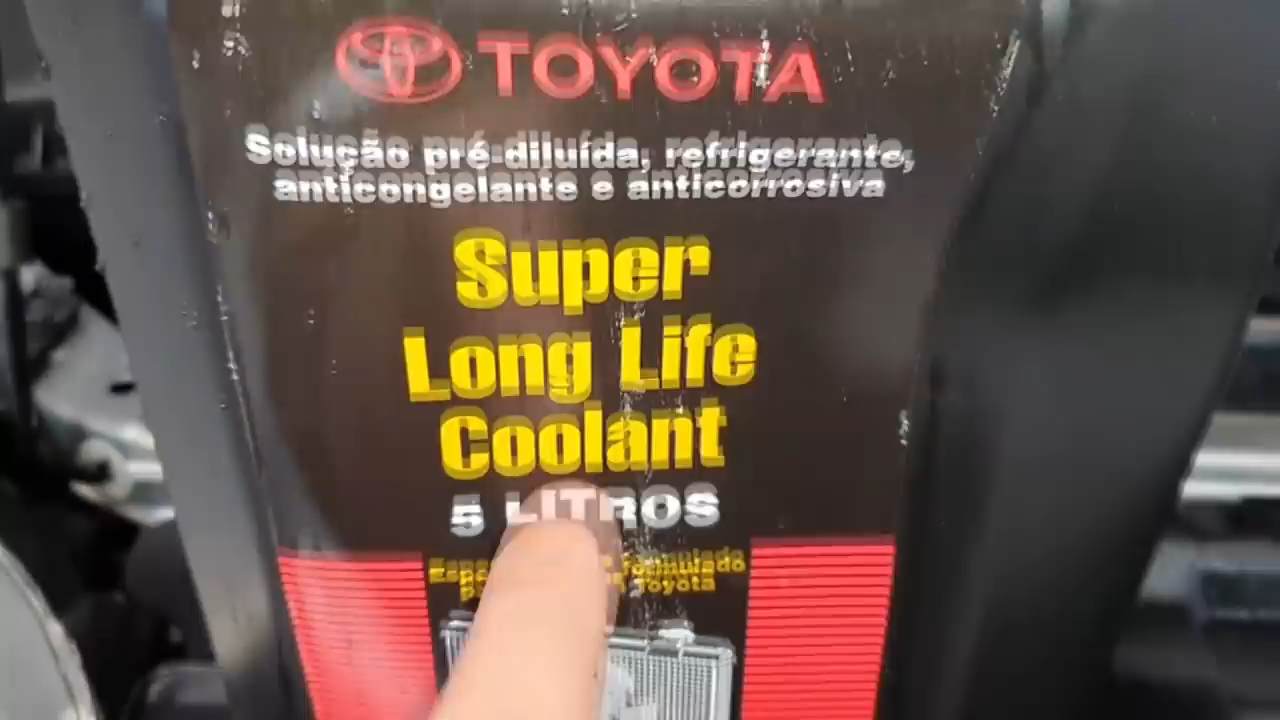 TOYOTA
Solução pré-diluída, refrigerante,
anticongelante e anticorrosiva
Super
Long Life
Coolant
5 LITROS
formulado
Toyota